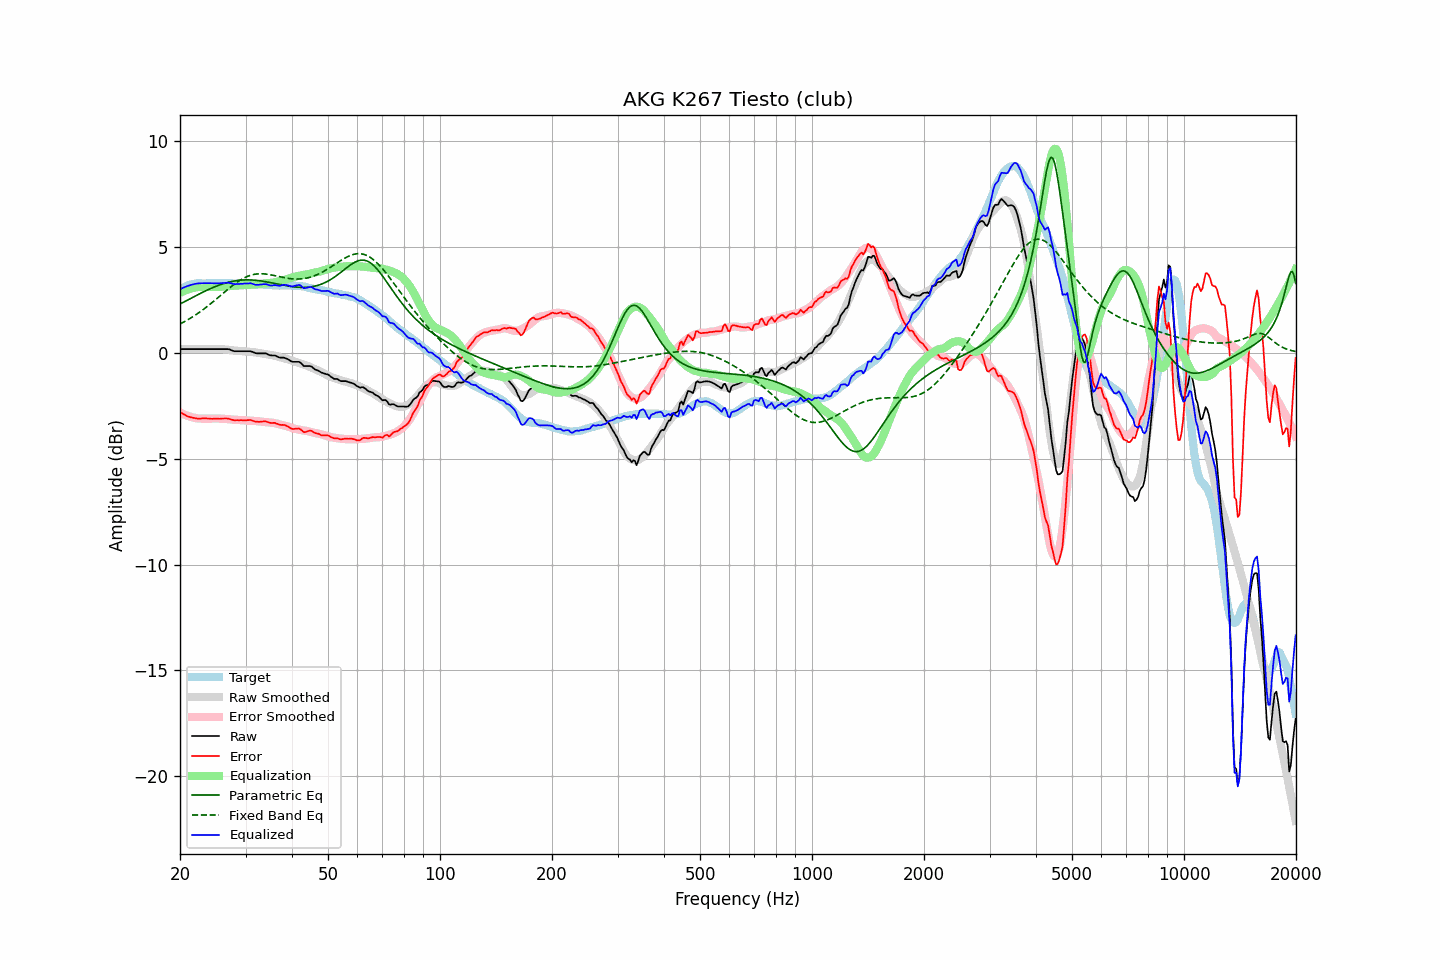 AKG K267 Tiesto (club)
Amplitude (dBr)
10
5
0
−5
−10
−15
−20
Target
Raw Smoothed
Error Smoothed
Raw
Error
Equalization
Parametric Eq
Fixed Band Eq
Equalized
20 50 100 200 500 1000 2000 5000 10000 20000
Frequency (Hz)